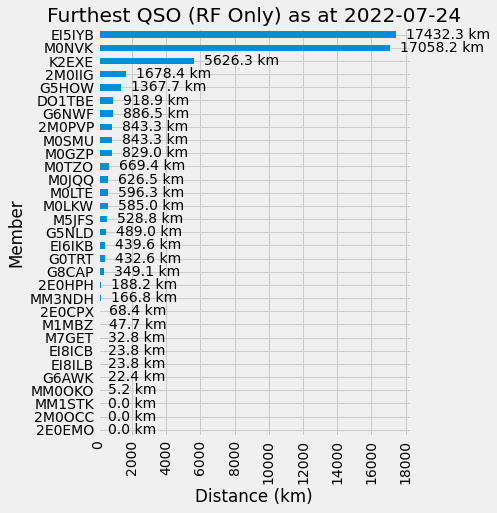 Furthest QSO (RF Only) as at 2022-07-24
EI5IYB 17432.3 km
M0NVK 17058.2 km
K2EXE 5626.3 km
2M0IIG 1678.4 km
G5HOW 1367.7 km
DO1TBE 918.9 km
G6NWF 886.5 km
2M0PVP 843.3 km
M0SMU 843.3 km
M0GZP 829.0 km
M0TZO 669.4 km
M0JQQ 626.5 km
M0LTE 596.3 km
M0LKW 585.0 km
M5JFS 528.8 km
G5NLD 489.0 km
EI6IKB 439.6 km
G0TRT 432.6 km
G8CAP 349.1 km
2E0HPH 188.2 km
MM3NDH 166.8 km
2E0CPX 68.4 km
M1MBZ 47.7 km
M7GET 32.8 km
EI8ICB 23.8 km
EI8ILB 23.8 km
G6AWK 22.4 km
MM0OKO 5.2 km
MM1STK 0.0 km
2M0OCC 0.0 km
2E0EMO 0.0 km
Member
0 2000 4000 6000 8000 10000 12000 14000 16000 18000
Distance (km)